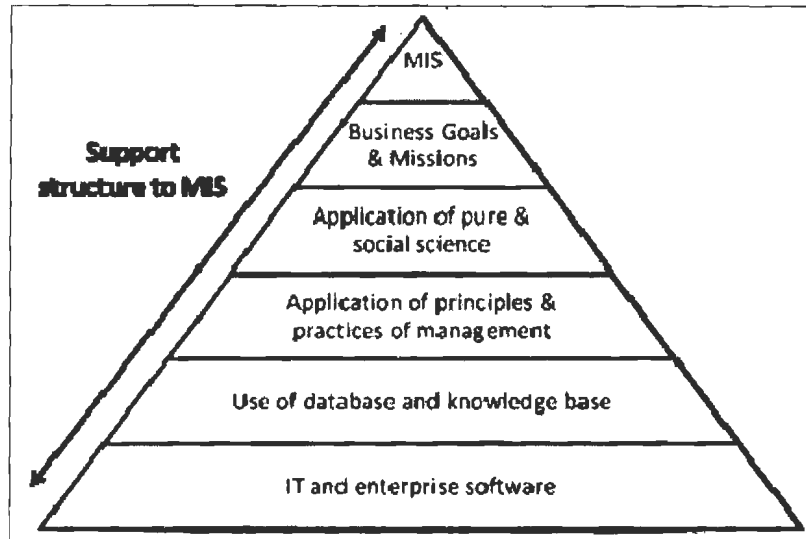 MIS
Business Goals
& Missions
Support
structure to MIS
Application of pure &
social science
Application of principles &
practices of management
Use of database and knowledge base
IT and enterprise software